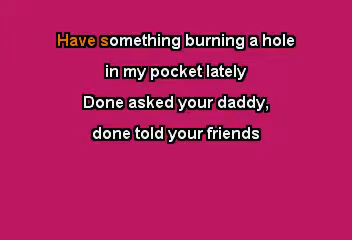 Have something burning a hole
in my pocket lately
Done asked your daddy,
done told your friends